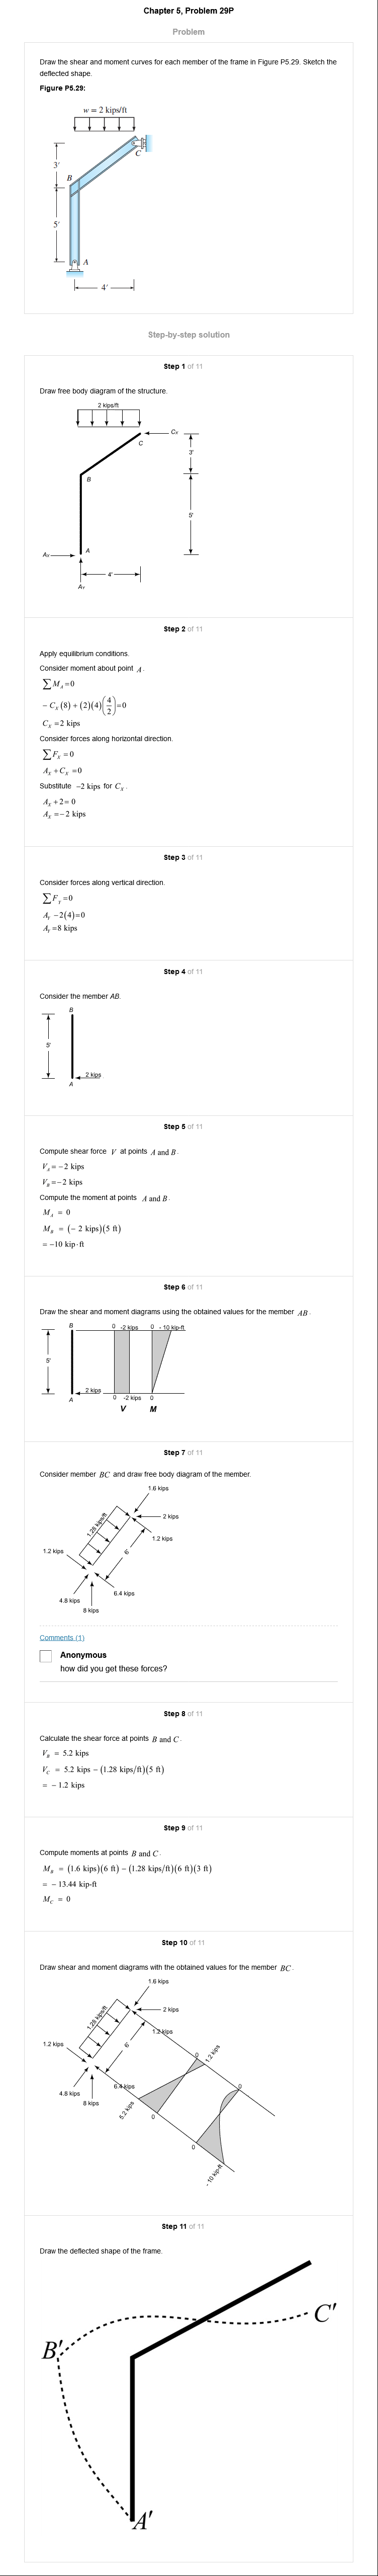 Chapter 5, Problem 29P
Problem
Draw the shear and moment curves for each member of the frame in Figure P5.29. Sketch the
deflected shape.
Figure P5.29:
w = 2 kips/ft
C
3'
B
5'
A
4'
Step-by-step solution
Step 1 of 11
Draw free body diagram of the structure.
2 kips/ft
Cx
C
3'
B
5'
Ax
A
4'
AY
Step 2 of 11
Apply equilibrium conditions.
Consider moment about point A.
∑M_A =0
−C_X (8) + (2)(4)(4/2)=0
C_X =2 kips
Consider forces along horizontal direction.
∑F_X =0
A_X + C_X =0
Substitute −2 kips for C_X.
A_X + 2= 0
A_X =− 2 kips
Step 3 of 11
Consider forces along vertical direction.
∑F_Y =0
A_Y − 2(4)=0
A_Y =8 kips
Step 4 of 11
Consider the member AB.
B
5'
2 kips
A
Step 5 of 11
Compute shear force V at points A and B.
V_A = − 2 kips
V_B =− 2 kips
Compute the moment at points A and B.
M_A = 0
M_B = (− 2 kips)(5 ft)
= −10 kip·ft
Step 6 of 11
Draw the shear and moment diagrams using the obtained values for the member AB.
B 0 -2 kips 0 - 10 kip-ft
5'
2 kips
A 0 -2 kips 0
V M
Step 7 of 11
Consider member BC and draw free body diagram of the member.
1.6 kips
1.28 kips/ft
2 kips
1.2 kips
6'
1.2 kips
6.4 kips
4.8 kips
8 kips
Comments (1)
Anonymous
how did you get these forces?
Step 8 of 11
Calculate the shear force at points B and C.
V_B = 5.2 kips
V_C = 5.2 kips − (1.28 kips/ft)(5 ft)
= − 1.2 kips
Step 9 of 11
Compute moments at points B and C.
M_B = (1.6 kips)(6 ft) − (1.28 kips/ft)(6 ft)(3 ft)
= − 13.44 kip-ft
M_C = 0
Step 10 of 11
Draw shear and moment diagrams with the obtained values for the member BC.
1.6 kips
1.28 kips/ft
2 kips
1.2 kips
6'
1.2 kips
0
1.2 kips
6.4 kips
4.8 kips
8 kips
5.2 kips
0
0
0
- 10 kip-ft
Step 11 of 11
Draw the deflected shape of the frame.
C'
B'
A'